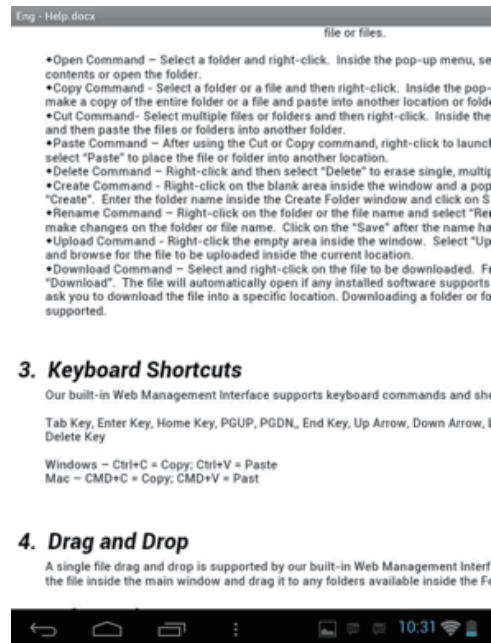 Eng - Help.docx
file or files.
◆Open Command – Select a folder and right-click. Inside the pop-up menu, se
contents or open the folder.
◆Copy Command - Select a folder or a file and then right-click. Inside the pop-
make a copy of the entire folder or a file and paste into another location or folde
◆Cut Command- Select multiple files or folders and then right-click. Inside the
and then paste the files or folders into another folder.
◆Paste Command – After using the Cut or Copy command, right-click to launch
select "Paste" to place the file or folder into another location.
◆Delete Command – Right-click and then select "Delete" to erase single, multip
◆Create Command - Right-click on the blank area inside the window and a pop
"Create". Enter the folder name inside the Create Folder window and click on S
◆Rename Command – Right-click on the folder or the file name and select "Ren
make changes on the folder or file name. Click on the "Save" after the name ha
◆Upload Command - Right-click the empty area inside the window. Select "Up
and browse for the file to be uploaded inside the current location.
◆Download Command – Select and right-click on the file to be downloaded. Fr
"Download". The file will automatically open if any installed software supports
ask you to download the file into a specific location. Downloading a folder or fo
supported.
3. Keyboard Shortcuts
Our built-in Web Management Interface supports keyboard commands and sho
Tab Key, Enter Key, Home Key, PGUP, PGDN,, End Key, Up Arrow, Down Arrow, L
Delete Key
Windows – Ctrl+C = Copy; Ctrl+V = Paste
Mac – CMD+C = Copy; CMD+V = Past
4. Drag and Drop
A single file drag and drop is supported by our built-in Web Management Interf
the file inside the main window and drag it to any folders available inside the Fo
10:31